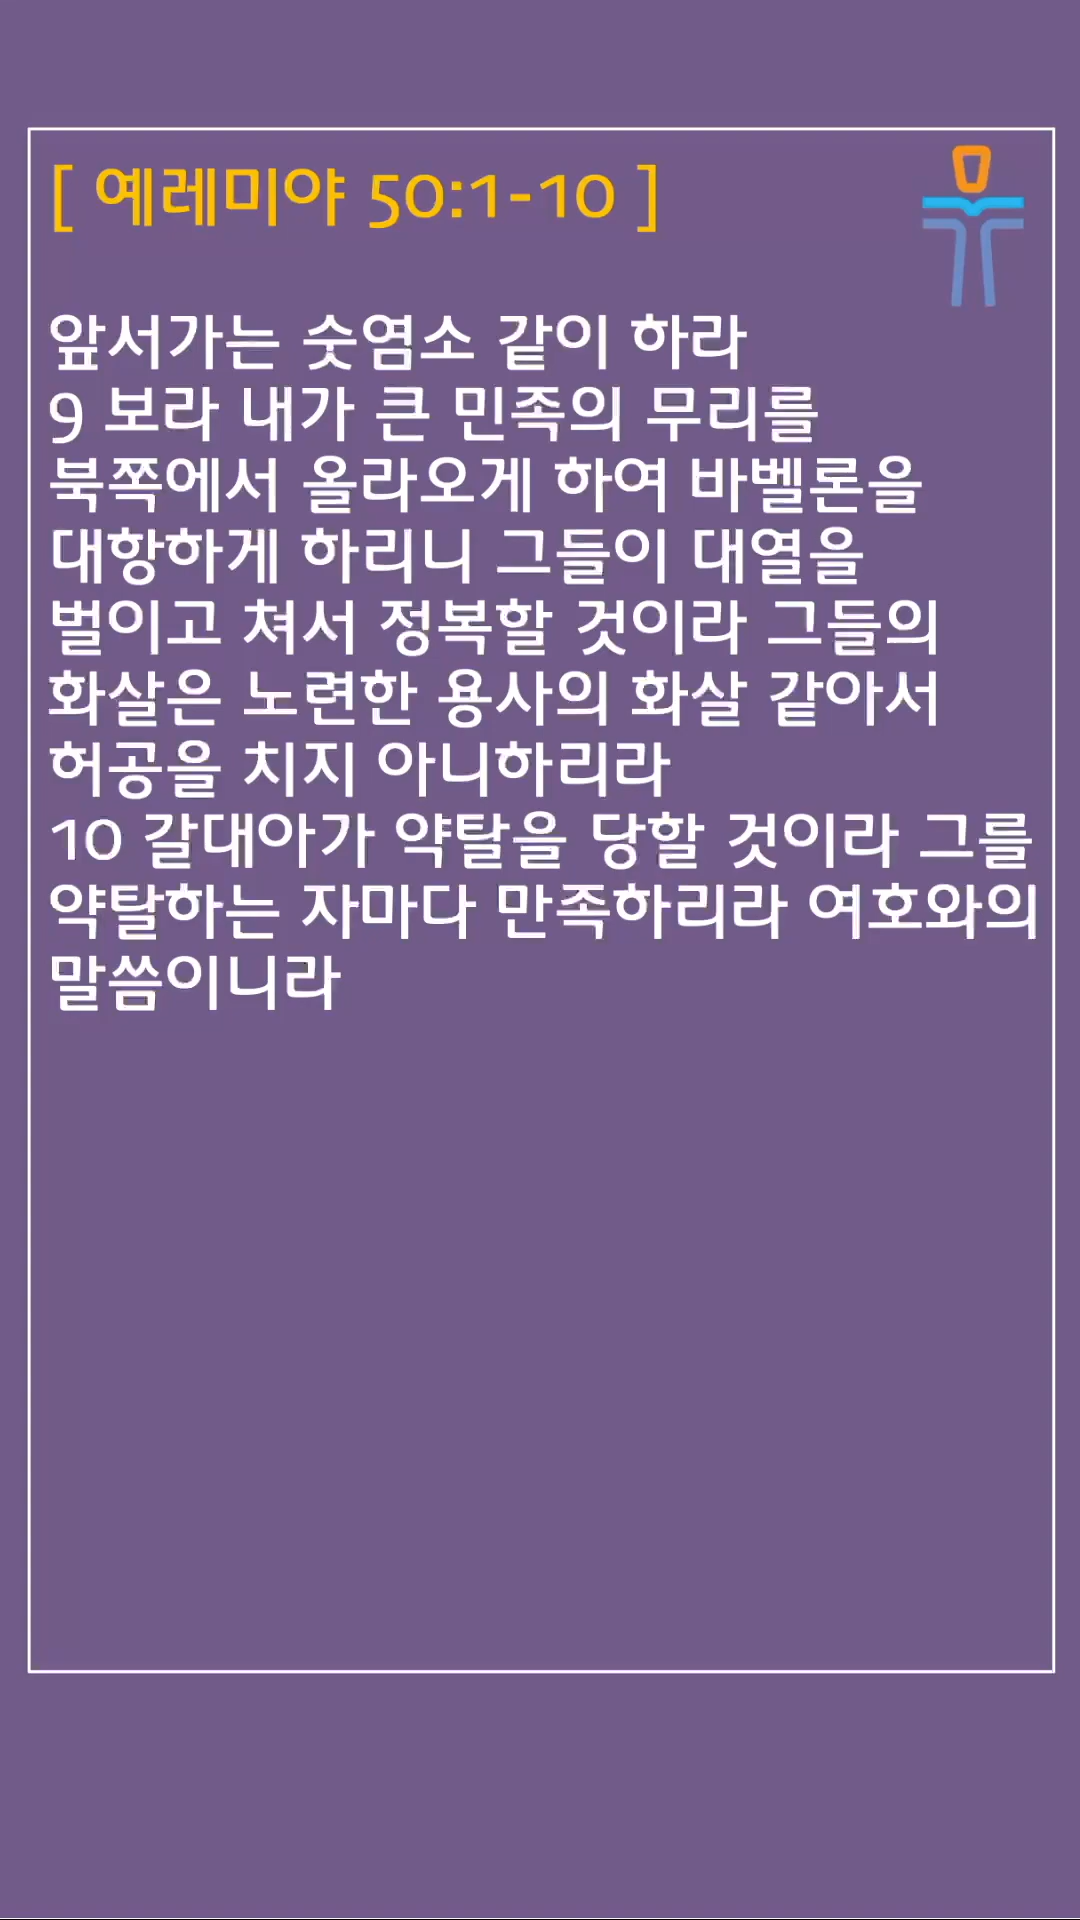 [ 예레미야 50:1-10 ]
앞서가는 숫염소 같이 하라
9 보라 내가 큰 민족의 무리를
북쪽에서 올라오게 하여 바벨론을
대항하게 하리니 그들이 대열을
벌이고 쳐서 정복할 것이라 그들의
화살은 노련한 용사의 화살 같아서
허공을 치지 아니하리라
10 갈대아가 약탈을 당할 것이라 그를
약탈하는 자마다 만족하리라 여호와의
말씀이니라